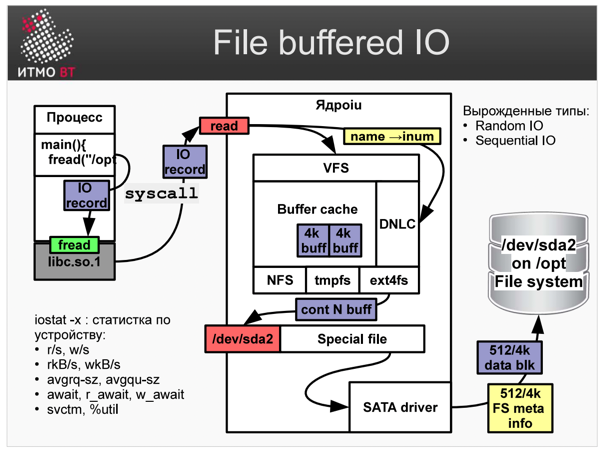 File buffered IO
ИТМО ВТ
Процесс
main(){
fread("/opt
IO
record
fread
libc.so.1
syscall
IO
record
read
Ядроiu
name →inum
VFS
Buffer cache
4k
buff
4k
buff
DNLC
NFS
tmpfs
ext4fs
cont N buff
/dev/sda2
Special file
SATA driver
Вырожденные типы:
• Random IO
• Sequential IO
/dev/sda2
on /opt
File system
512/4k
data blk
512/4k
FS meta
info
iostat -x : статистка по
устройству:
• r/s, w/s
• rkB/s, wkB/s
• avgrq-sz, avgqu-sz
• await, r_await, w_await
• svctm, %util